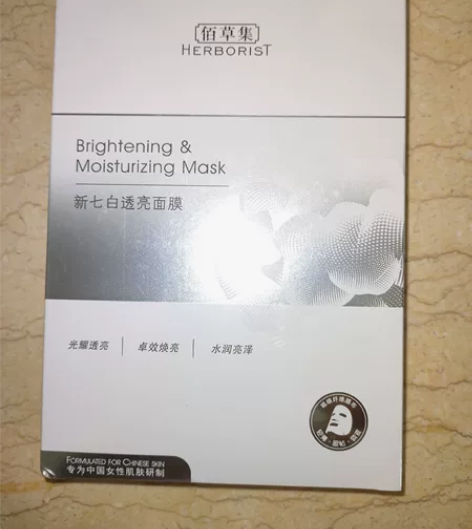 佰草集
HERBORIST
Brightening &
Moisturizing Mask
新七白透亮面膜
光耀透亮 卓效焕亮 水润亮泽
FORMULATED FOR CHINESE SKIN
专为中国女性肌肤研制